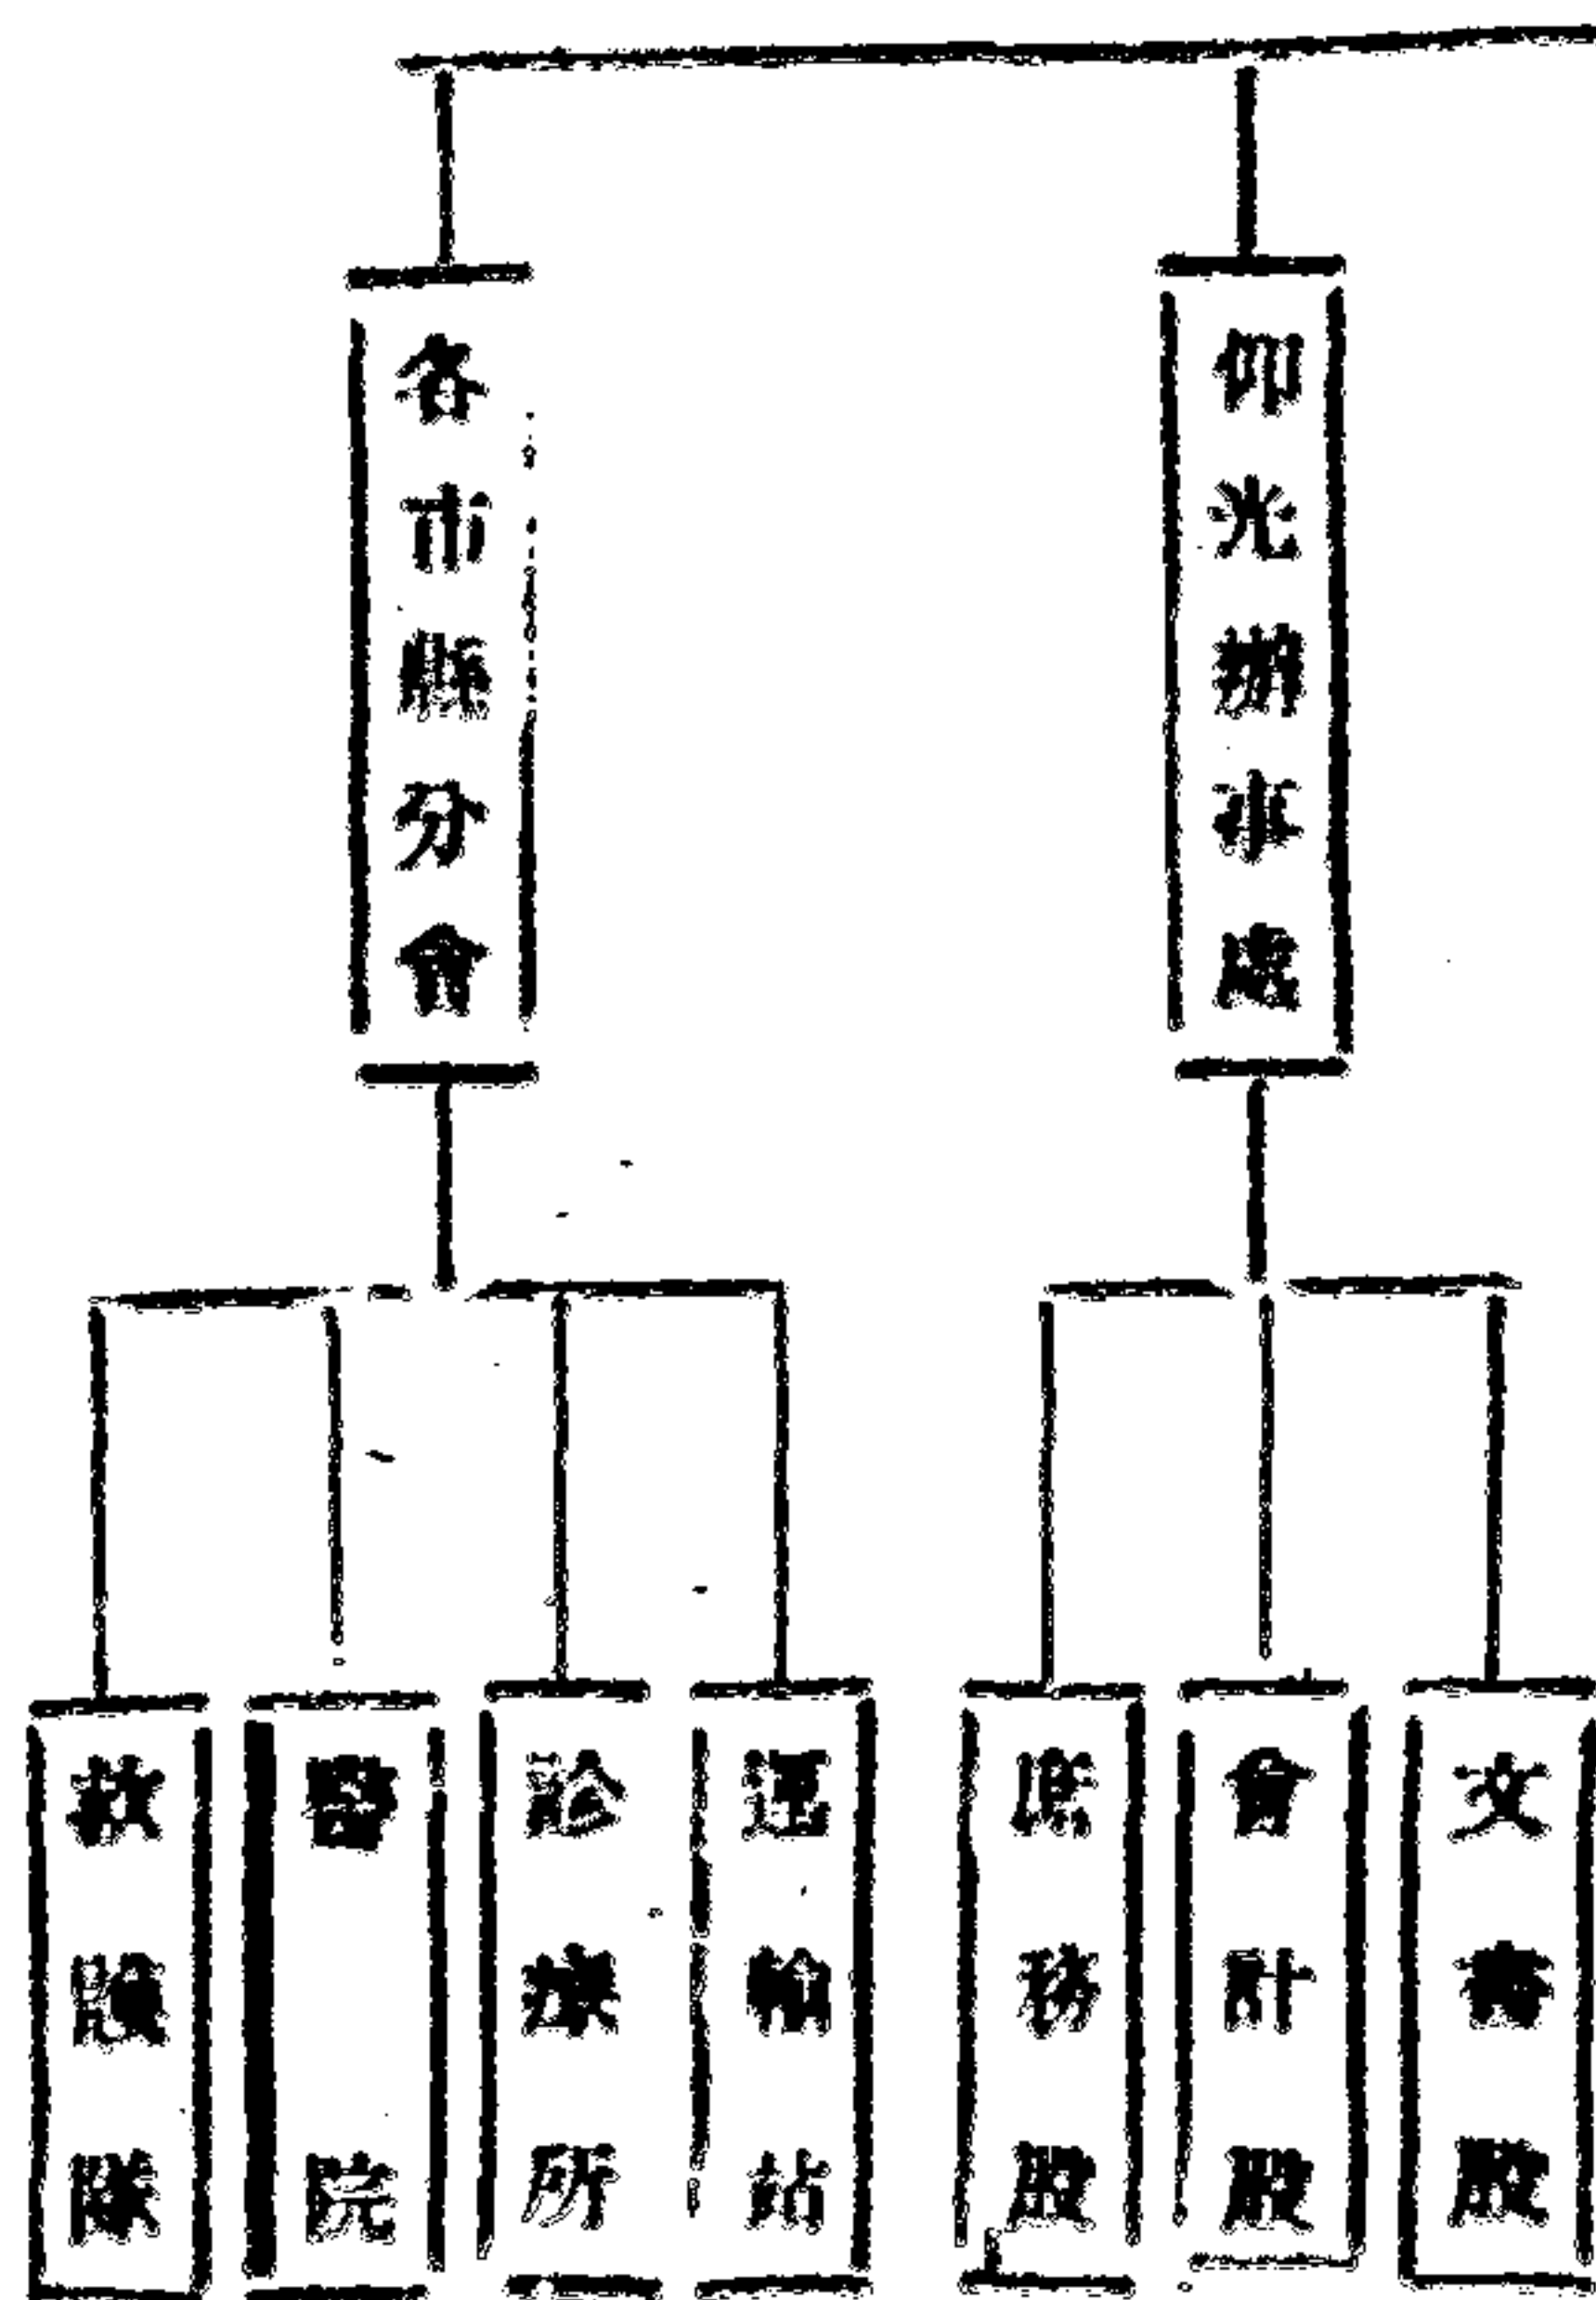 仰光辦事處
各市縣分會
文書股
會計股
庶務股
運輸站
診療所
醫院
救護隊